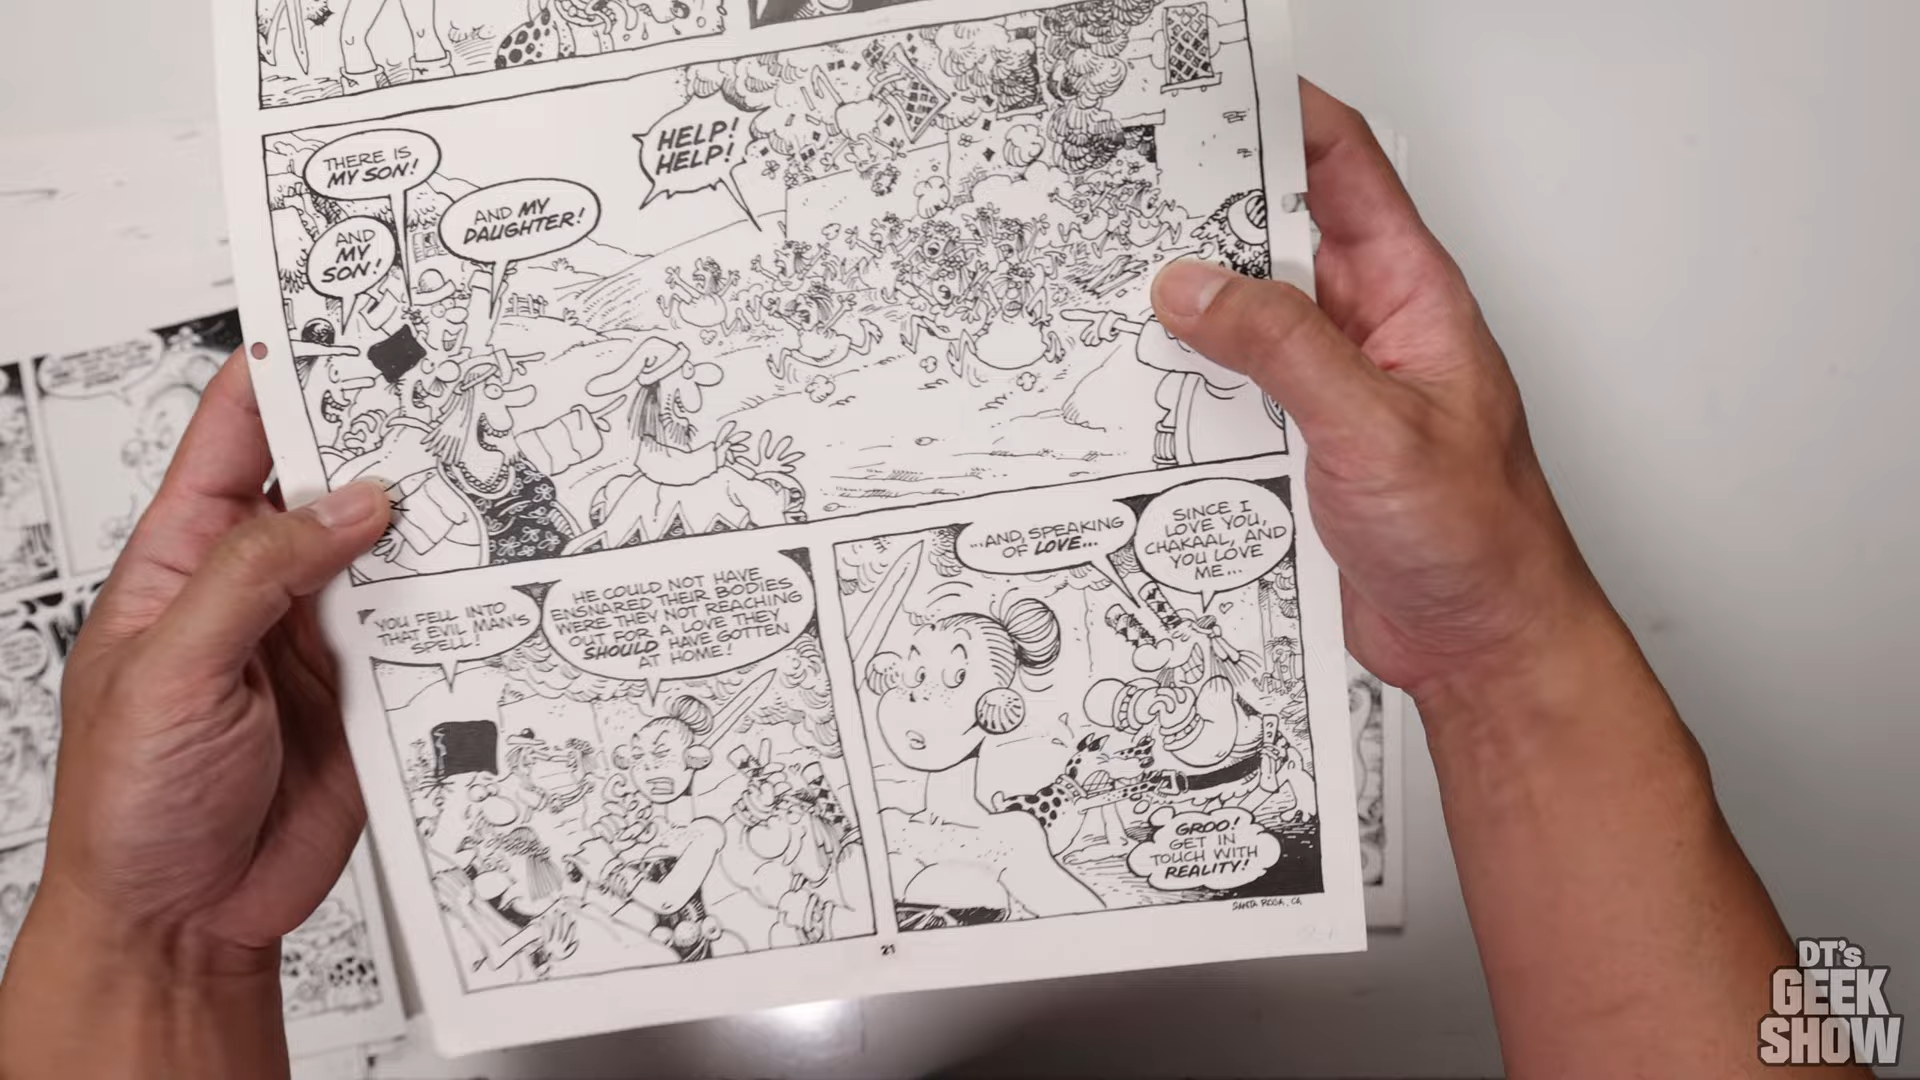 THERE IS
MY SON!
AND
MY
SON!
AND MY
DAUGHTER!
HELP!
HELP!
YOU FELL INTO
THAT EVIL MAN'S
SPELL!
HE COULD NOT HAVE
ENSNARED THEIR BODIES
WERE THEY NOT REACHING
OUT FOR A LOVE THEY
SHOULD HAVE GOTTEN
AT HOME!
...AND, SPEAKING
OF LOVE...
SINCE I
LOVE YOU,
CHAKAAL, AND
YOU LOVE
ME...
GROO!
GET IN
TOUCH WITH
REALITY!
SANTA ROSA, CA
21
DT's
GEEK
SHOW